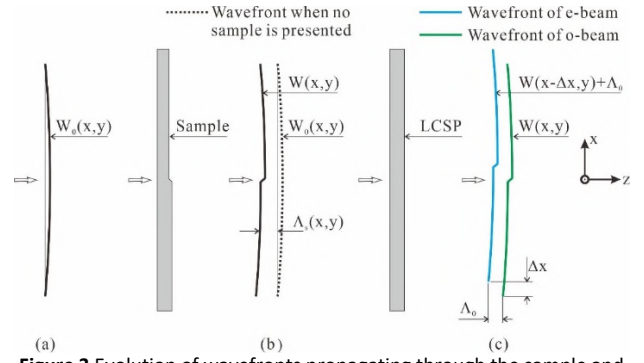 Wavefront when no
sample is presented
Wavefront of e-beam
Wavefront of o-beam
W₀(x,y)
Sample
W(x,y)
W₀(x,y)
Λₛ(x,y)
LCSP
W(x-Δx,y)+Λ₀
W(x,y)
x
z
Δx
Λ₀
(a)
(b)
(c)
Figure 2 Evolution of wavefronts propagating through the sample and